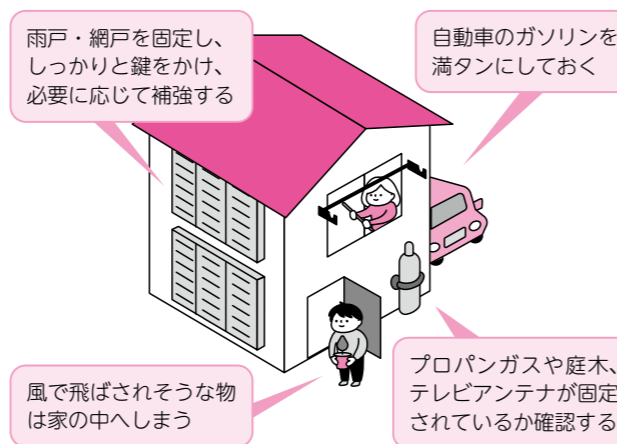 雨戸・網戸を固定し、
しっかりと鍵をかけ、
必要に応じて補強する
自動車のガソリンを
満タンにしておく
風で飛ばされそうな物
は家の中へしまう
プロパンガスや庭木、
テレビアンテナが固定
されているか確認する